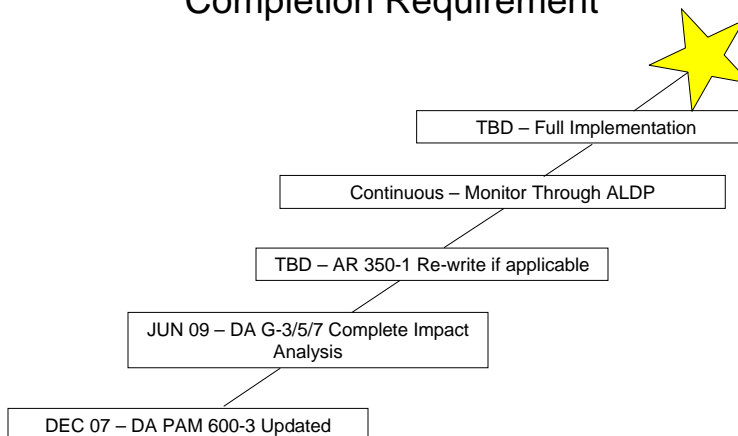 Completion Requirement
TBD – Full Implementation
Continuous – Monitor Through ALDP
TBD – AR 350-1 Re-write if applicable
JUN 09 – DA G-3/5/7 Complete Impact
Analysis
DEC 07 – DA PAM 600-3 Updated